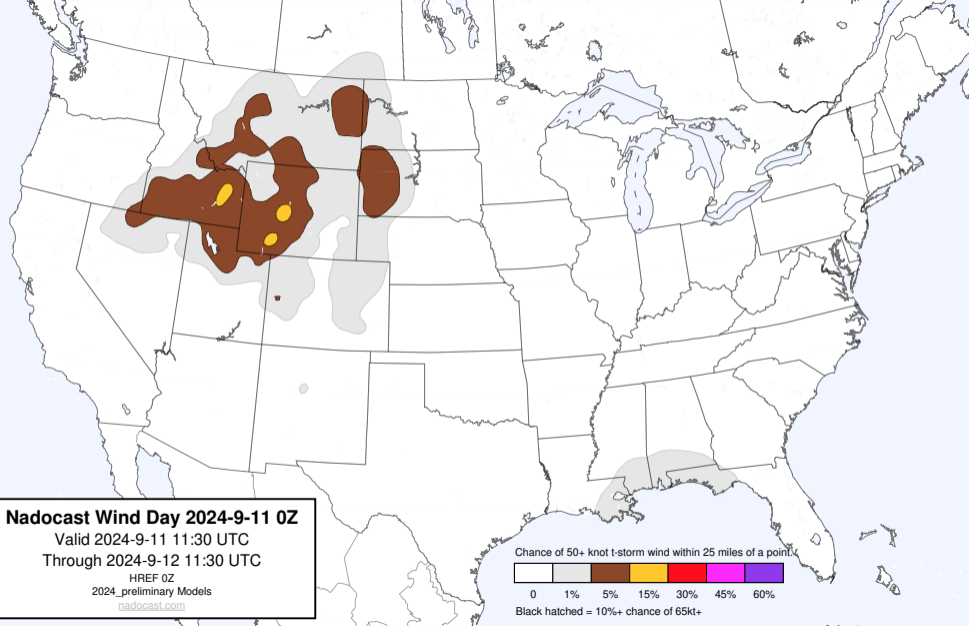 Nadocast Wind Day 2024-9-11 0Z
Valid 2024-9-11 11:30 UTC
Through 2024-9-12 11:30 UTC
HREF 0Z
2024_preliminary Models
nadocast.com
Chance of 50+ knot t-storm wind within 25 miles of a point.
0 1% 5% 15% 30% 45% 60%
Black hatched = 10%+ chance of 65kt+